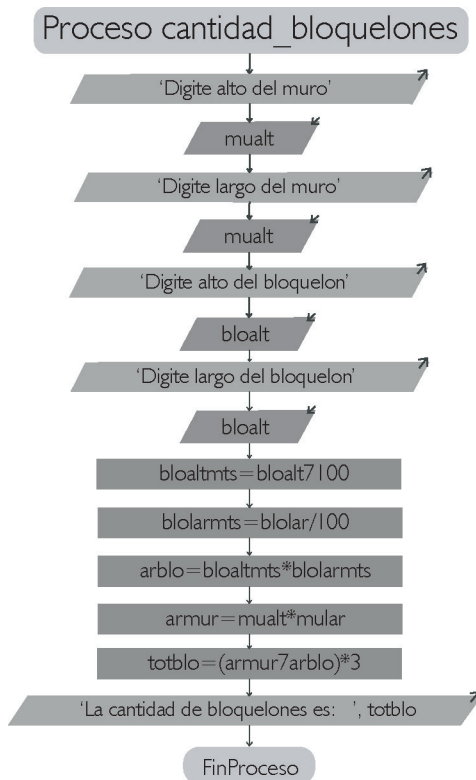 Proceso cantidad_bloquelones
‘Digite alto del muro’
mualt
‘Digite largo del muro’
mualt
‘Digite alto del bloquelon’
bloalt
‘Digite largo del bloquelon’
bloalt
bloaltmts=bloalt7100
blolarmts=blolar/100
arblo=bloaltmts*blolarmts
armur=mualt*mular
totblo=(armur7arblo)*3
‘La cantidad de bloquelones es: ’, totblo
FinProceso